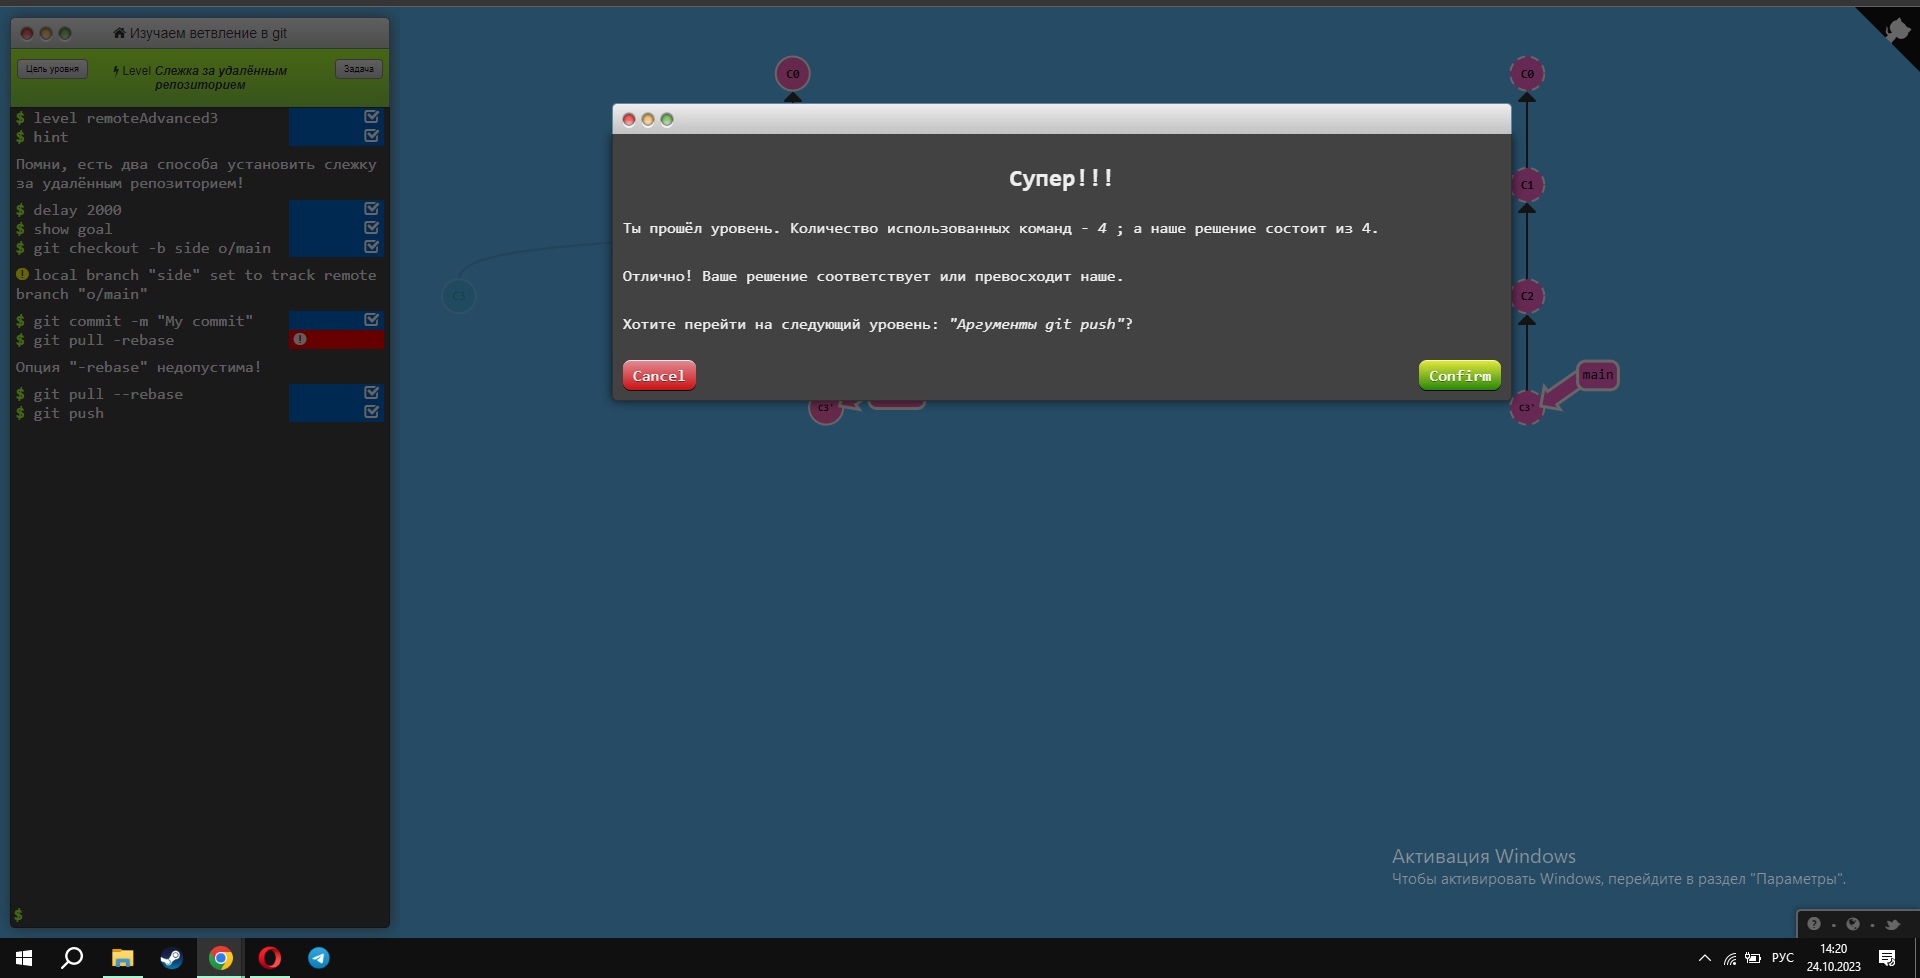 Изучаем ветвление в git
Цель уровня
Level Слежка за удалённым
репозиторием
Задача
$ level remoteAdvanced3
$ hint
Помни, есть два способа установить слежку
за удалённым репозиторием!
$ delay 2000
$ show goal
$ git checkout -b side o/main
local branch "side" set to track remote
branch "o/main"
$ git commit -m "My commit"
$ git pull -rebase
Опция "-rebase" недопустима!
$ git pull --rebase
$ git push
$
C0
C3
C3'
Супер!!!
Ты прошёл уровень. Количество использованных команд - 4 ; а наше решение состоит из 4.
Отлично! Ваше решение соответствует или превосходит наше.
Хотите перейти на следующий уровень: "Аргументы git push"?
Cancel
Confirm
C0
C1
C2
main
C3'
Активация Windows
Чтобы активировать Windows, перейдите в раздел "Параметры".
РУС
14:20
24.10.2023